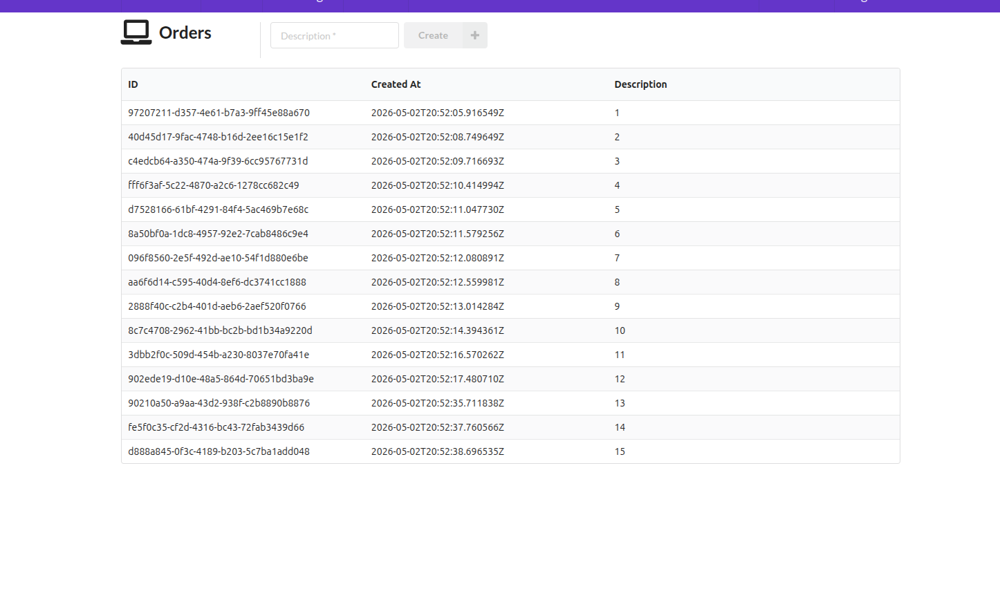 Orders
Description *
Create
ID Created At Description
97207211-d357-4e61-b7a3-9ff45e88a670 2026-05-02T20:52:05.916549Z 1
40d45d17-9fac-4748-b16d-2ee16c15e1f2 2026-05-02T20:52:08.749649Z 2
c4edcb64-a350-474a-9f39-6cc95767731d 2026-05-02T20:52:09.716693Z 3
fff6f3af-5c22-4870-a2c6-1278cc682c49 2026-05-02T20:52:10.414994Z 4
d7528166-61bf-4291-84f4-5ac469b7e68c 2026-05-02T20:52:11.047730Z 5
8a50bf0a-1dc8-4957-92e2-7cab8486c9e4 2026-05-02T20:52:11.579256Z 6
096f8560-2e5f-492d-ae10-54f1d880e6be 2026-05-02T20:52:12.080891Z 7
aa6f6d14-c595-40d4-8ef6-dc3741cc1888 2026-05-02T20:52:12.559981Z 8
2888f40c-c2b4-401d-aeb6-2aef520f0766 2026-05-02T20:52:13.014284Z 9
8c7c4708-2962-41bb-bc2b-bd1b34a9220d 2026-05-02T20:52:14.394361Z 10
3dbb2f0c-509d-454b-a230-8037e70fa41e 2026-05-02T20:52:16.570262Z 11
902ede19-d10e-48a5-864d-70651bd3ba9e 2026-05-02T20:52:17.480710Z 12
90210a50-a9aa-43d2-938f-c2b8890b8876 2026-05-02T20:52:35.711838Z 13
fe5f0c35-cf2d-4316-bc43-72fab3439d66 2026-05-02T20:52:37.760566Z 14
d888a845-0f3c-4189-b203-5c7ba1add048 2026-05-02T20:52:38.696535Z 15